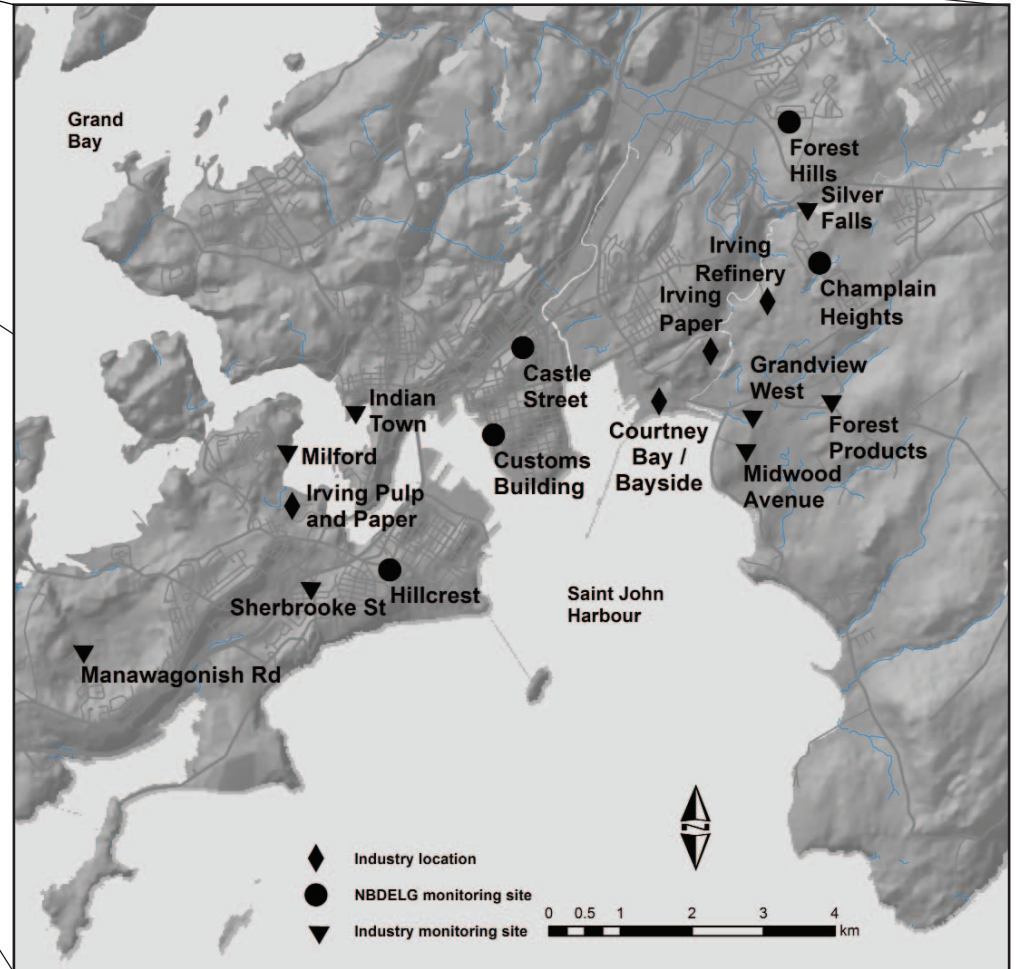 Grand
Bay
Forest
Hills
Silver
Falls
Irving
Refinery
Champlain
Heights
Irving
Paper
Grandview
West
Castle
Street
Indian
Town
Forest
Products
Courtney
Bay /
Bayside
Customs
Building
Milford
Midwood
Avenue
Irving Pulp
and Paper
Hillcrest
Sherbrooke St
Saint John
Harbour
Manawagonish Rd
N
Industry location
NBDELG monitoring site
Industry monitoring site
0 0.5 1 2 3 4
km